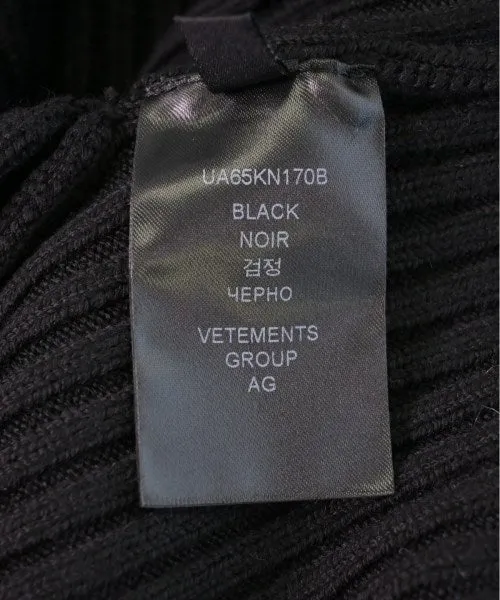 UA65KN170B
BLACK
NOIR
검정
ЧЕРНО
VETEMENTS
GROUP
AG